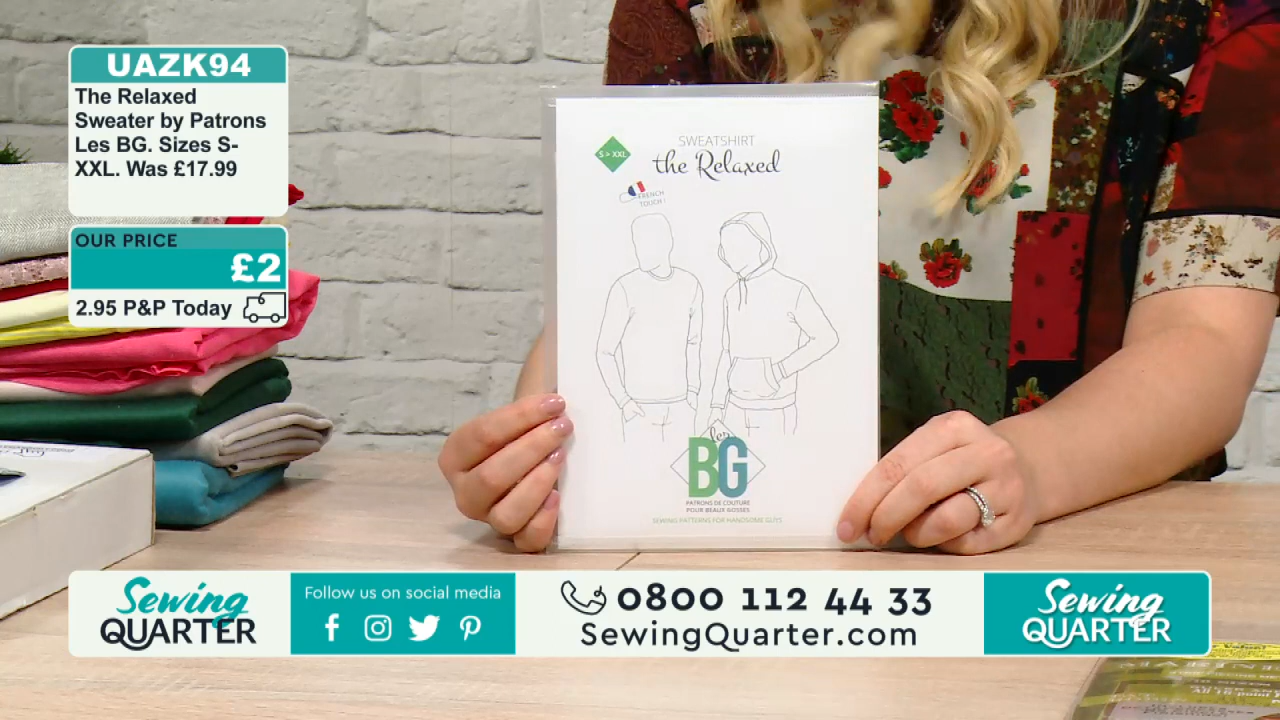 UAZK94
The Relaxed
Sweater by Patrons
Les BG. Sizes S-
XXL. Was £17.99
OUR PRICE
£2
2.95 P&P Today
SWEATSHIRT
the Relaxed
S > XXL
FRENCH
TOUCH !
les
BG
PATRONS DE COUTURE
POUR BEAUX GOSSES
SEWING PATTERNS FOR HANDSOME GUYS
Sewing
QUARTER
Follow us on social media
0800 112 44 33
SewingQuarter.com
Sewing
QUARTER